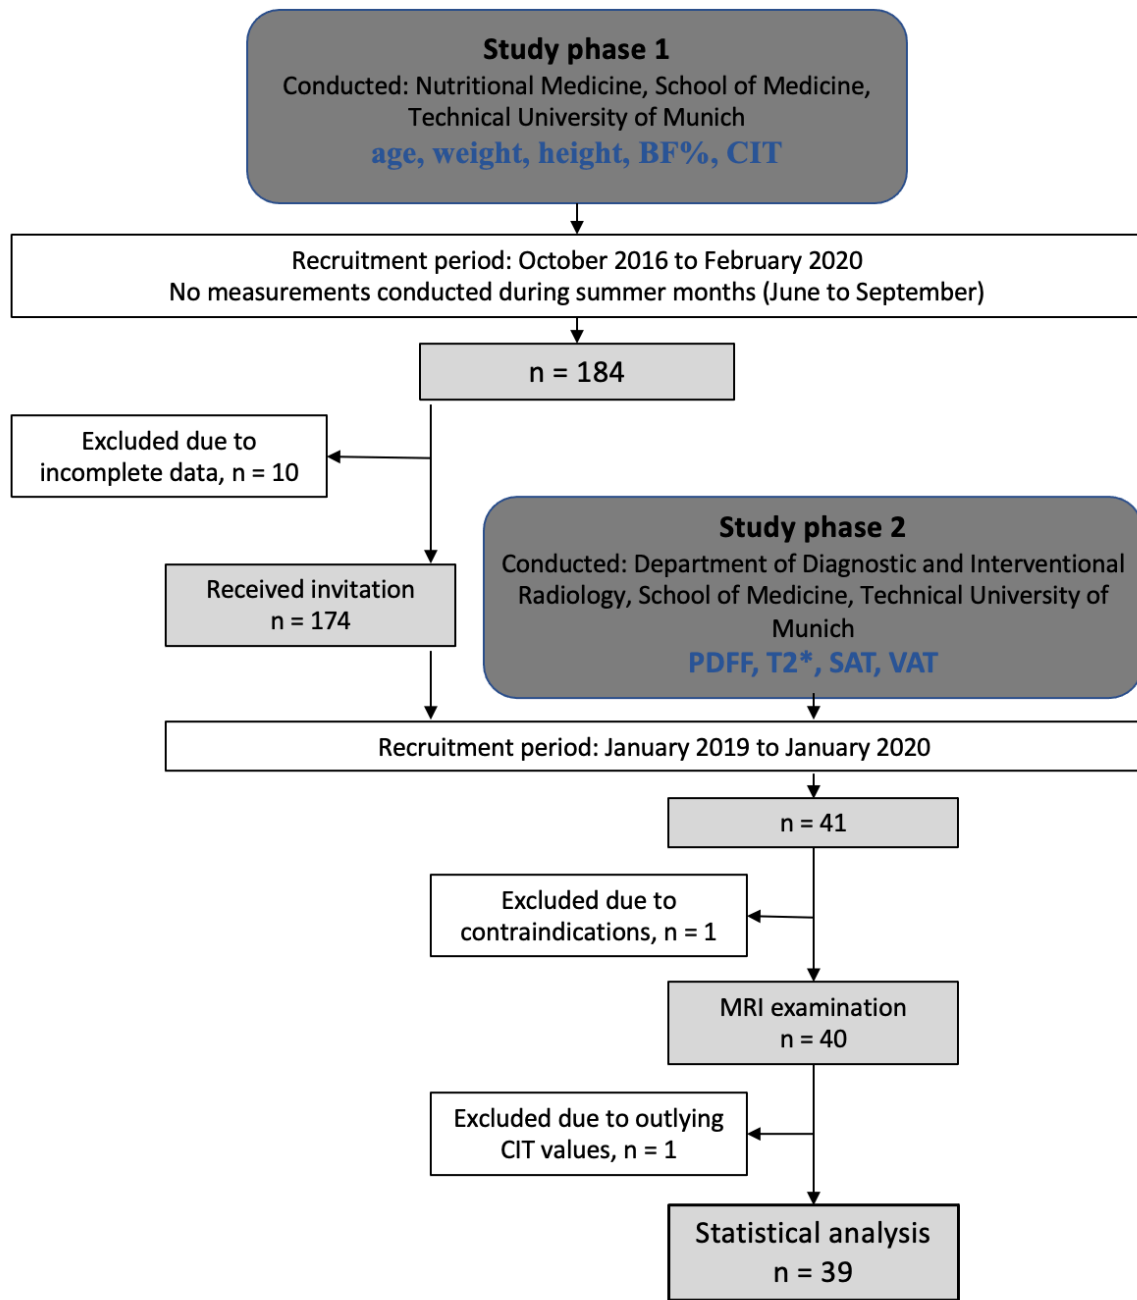 Study phase 1
Conducted: Nutritional Medicine, School of Medicine,
Technical University of Munich
age, weight, height, BF%, CIT
Recruitment period: October 2016 to February 2020
No measurements conducted during summer months (June to September)
n = 184
Excluded due to
incomplete data, n = 10
Study phase 2
Conducted: Department of Diagnostic and Interventional
Radiology, School of Medicine, Technical University of
Munich
PDFF, T2*, SAT, VAT
Received invitation
n = 174
Recruitment period: January 2019 to January 2020
n = 41
Excluded due to
contraindications, n = 1
MRI examination
n = 40
Excluded due to outlying
CIT values, n = 1
Statistical analysis
n = 39